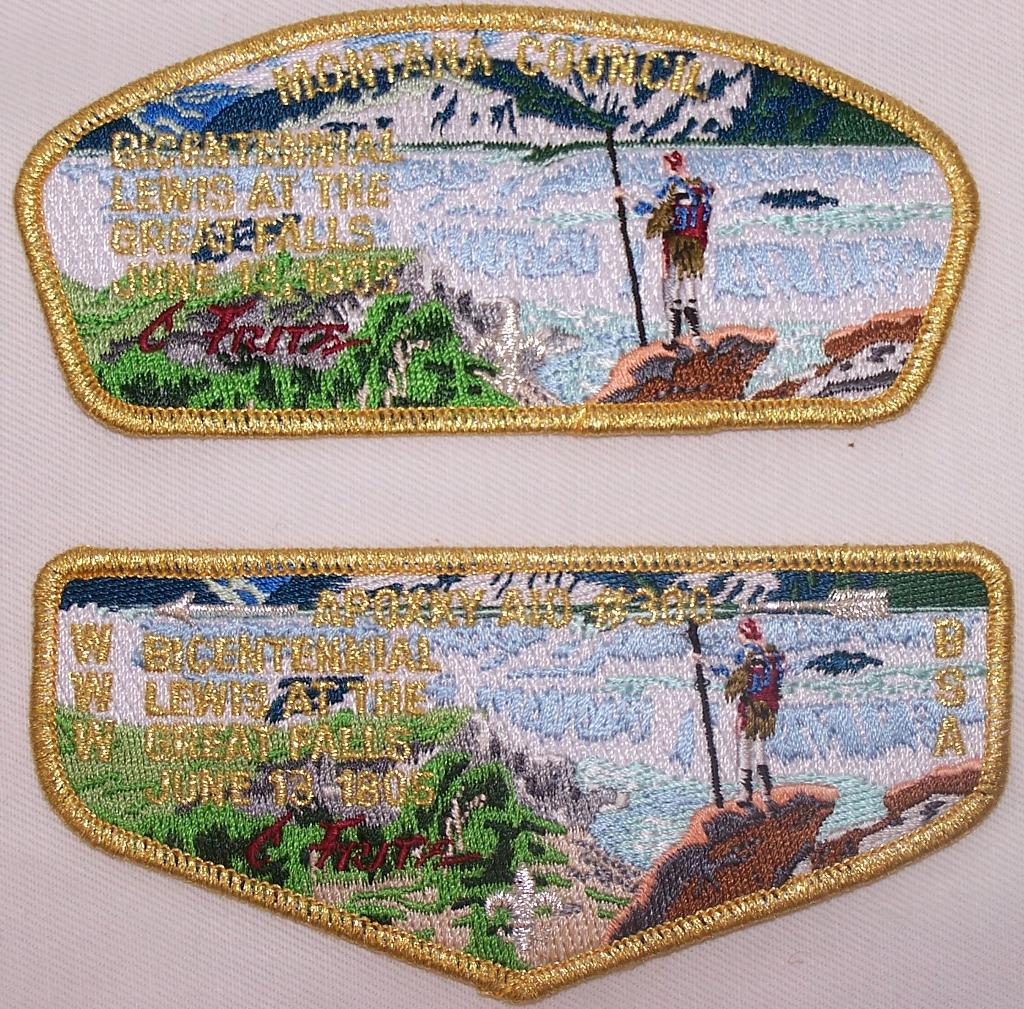 MONTANA COUNCIL
BICENTENNIAL
LEWIS AT THE
GREAT FALLS
JUNE 13, 1805
C FRITZ
APOXKY AIO #300
W
W
W
BICENTENNIAL
LEWIS AT THE
GREAT FALLS
JUNE 13, 1805
C FRITZ
B
S
A